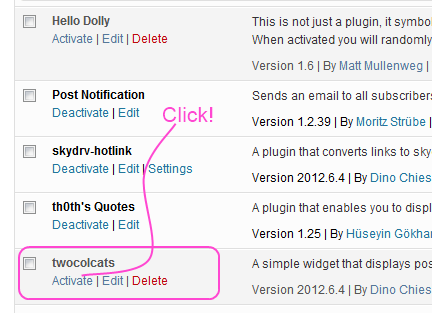 Hello Dolly
This is not just a plugin, it symbo
Activate | Edit | Delete
When activated you will randomly
Version 1.6 | By Matt Mullenweg |
Post Notification
Sends an email to all subscribers
Deactivate | Edit
Click!
Version 1.2.39 | By Moritz Strübe |
skydrv-hotlink
A plugin that converts links to sky
Deactivate | Edit | Settings
Version 2012.6.4 | By Dino Chies
th0th's Quotes
A plugin that enables you to displ
Deactivate | Edit
Version 1.25 | By Hüseyin Gökhan
twocolcats
A simple widget that displays pos
Activate | Edit | Delete
Version 2012.6.4 | By Dino Chies